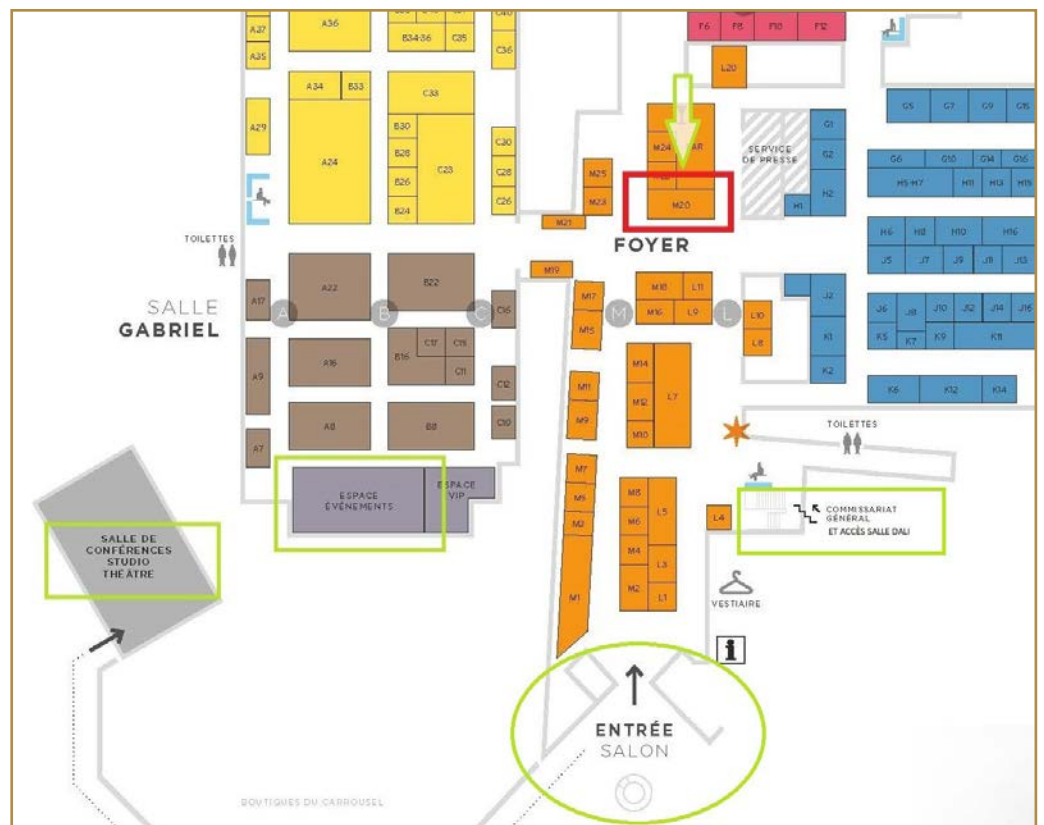 A37
A36
B34-36
C35
C36
F6
F8
F10
F12
A35
L20
A34
B33
C33
A29
A24
B30
B28
B26
B24
C23
C30
C28
C26
M24
M20
M25
M23
M21
SERVICE
DE PRESSE
G1
G2
H2
H1
G5
G7
G9
G15
G6
G10
G14
G16
H5-H7
H11
H13
H15
FOYER
TOILETTES
H6
H8
H10
H16
J5
J7
J9
J11
J13
SALLE
GABRIEL
A17
A22
B22
C16
M19
M17
M15
M18
L11
M16
L9
L10
L8
J2
K1
K2
J6
J8
J10
J12
J14
J16
K5
K7
K9
K11
A
B
C
M
L
A9
A16
B16
C17
C15
C11
C12
M14
M12
M10
L7
M11
M9
K6
K12
K14
A7
A8
B8
C10
TOILETTES
ESPACE
ÉVÉNEMENTS
ESPACE
VIP
M7
M5
M3
M1
M8
M6
M4
M2
L5
L3
L1
L4
COMMISSARIAT
GÉNÉRAL
ET ACCÈS SALLE DALI
SALLE DE
CONFÉRENCES
STUDIO
THÉÂTRE
VESTIAIRE
i
ENTRÉE
SALON
BOUTIQUES DU CARROUSEL